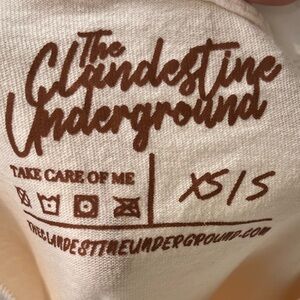 The
Clandestine
Underground
TAKE CARE OF ME
XS/S
THECLANDESTINEUNDERGROUND.COM